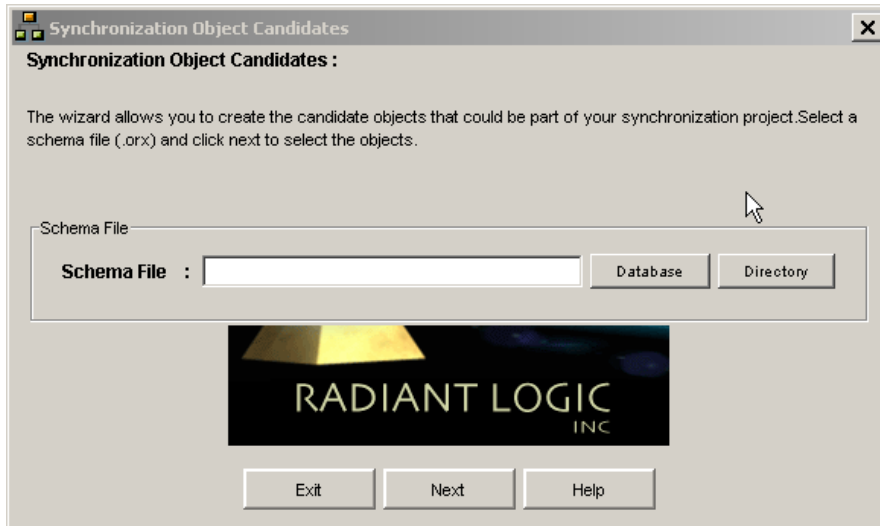 Synchronization Object Candidates
Synchronization Object Candidates :
The wizard allows you to create the candidate objects that could be part of your synchronization project.Select a
schema file (.orx) and click next to select the objects.
Schema File
Schema File : Database Directory
RADIANT LOGIC
INC
Exit Next Help